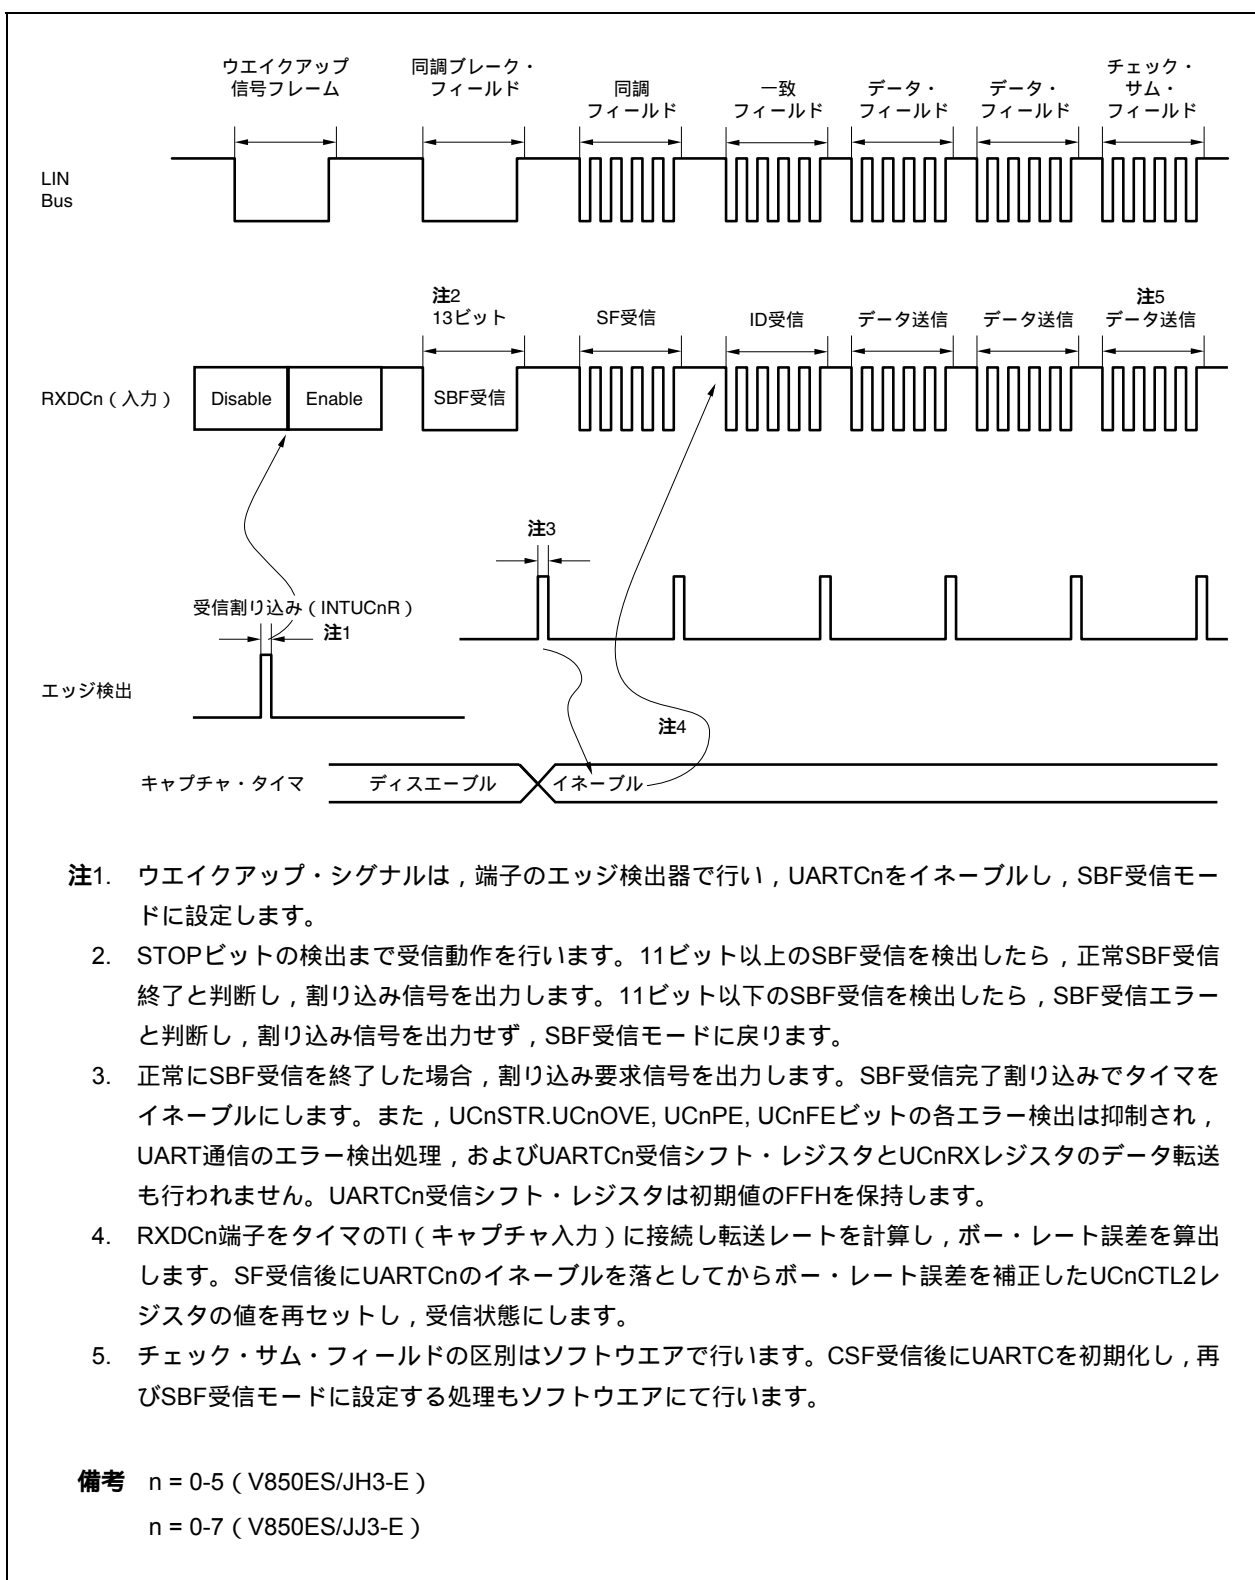 ウエイクアップ
信号フレーム
同調ブレーク・
フィールド
同調
フィールド
一致
フィールド
データ・
フィールド
データ・
フィールド
チェック・
サム・
フィールド
LIN
Bus
注2
13ビット
SF受信
ID受信
データ送信
データ送信
注5
データ送信
RXDCn（入力）
Disable
Enable
SBF受信
注3
受信割り込み（INTUCnR）
注1
エッジ検出
注4
キャプチャ・タイマ
ディスエーブル
イネーブル
注1. ウエイクアップ・シグナルは，端子のエッジ検出器で行い，UARTCnをイネーブルし，SBF受信モー
ドに設定します。
2. STOPビットの検出まで受信動作を行います。11ビット以上のSBF受信を検出したら，正常SBF受信
終了と判断し，割り込み信号を出力します。11ビット以下のSBF受信を検出したら，SBF受信エラー
と判断し，割り込み信号を出力せず，SBF受信モードに戻ります。
3. 正常にSBF受信を終了した場合，割り込み要求信号を出力します。SBF受信完了割り込みでタイマを
イネーブルにします。また，UCnSTR.UCnOVE, UCnPE, UCnFEビットの各エラー検出は抑制され，
UART通信のエラー検出処理，およびUARTCn受信シフト・レジスタとUCnRXレジスタのデータ転送
も行われません。UARTCn受信シフト・レジスタは初期値のFFHを保持します。
4. RXDCn端子をタイマのTI（キャプチャ入力）に接続し転送レートを計算し，ボー・レート誤差を算出
します。SF受信後にUARTCnのイネーブルを落としてからボー・レート誤差を補正したUCnCTL2レ
ジスタの値を再セットし，受信状態にします。
5. チェック・サム・フィールドの区別はソフトウエアで行います。CSF受信後にUARTCを初期化し，再
びSBF受信モードに設定する処理もソフトウエアにて行います。
備考 n = 0-5（V850ES/JH3-E）
n = 0-7（V850ES/JJ3-E）